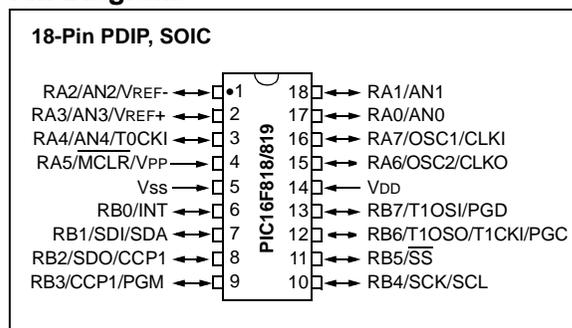 18-Pin PDIP, SOIC
RA2/AN2/VREF- 1 18 RA1/AN1
RA3/AN3/VREF+ 2 17 RA0/AN0
RA4/AN4/T0CKI 3 16 RA7/OSC1/CLKI
RA5/MCLR/VPP 4 15 RA6/OSC2/CLKO
VSS 5 14 VDD
RB0/INT 6 13 RB7/T1OSI/PGD
RB1/SDI/SDA 7 12 RB6/T1OSO/T1CKI/PGC
RB2/SDO/CCP1 8 11 RB5/SS
RB3/CCP1/PGM 9 10 RB4/SCK/SCL
PIC16F818/819